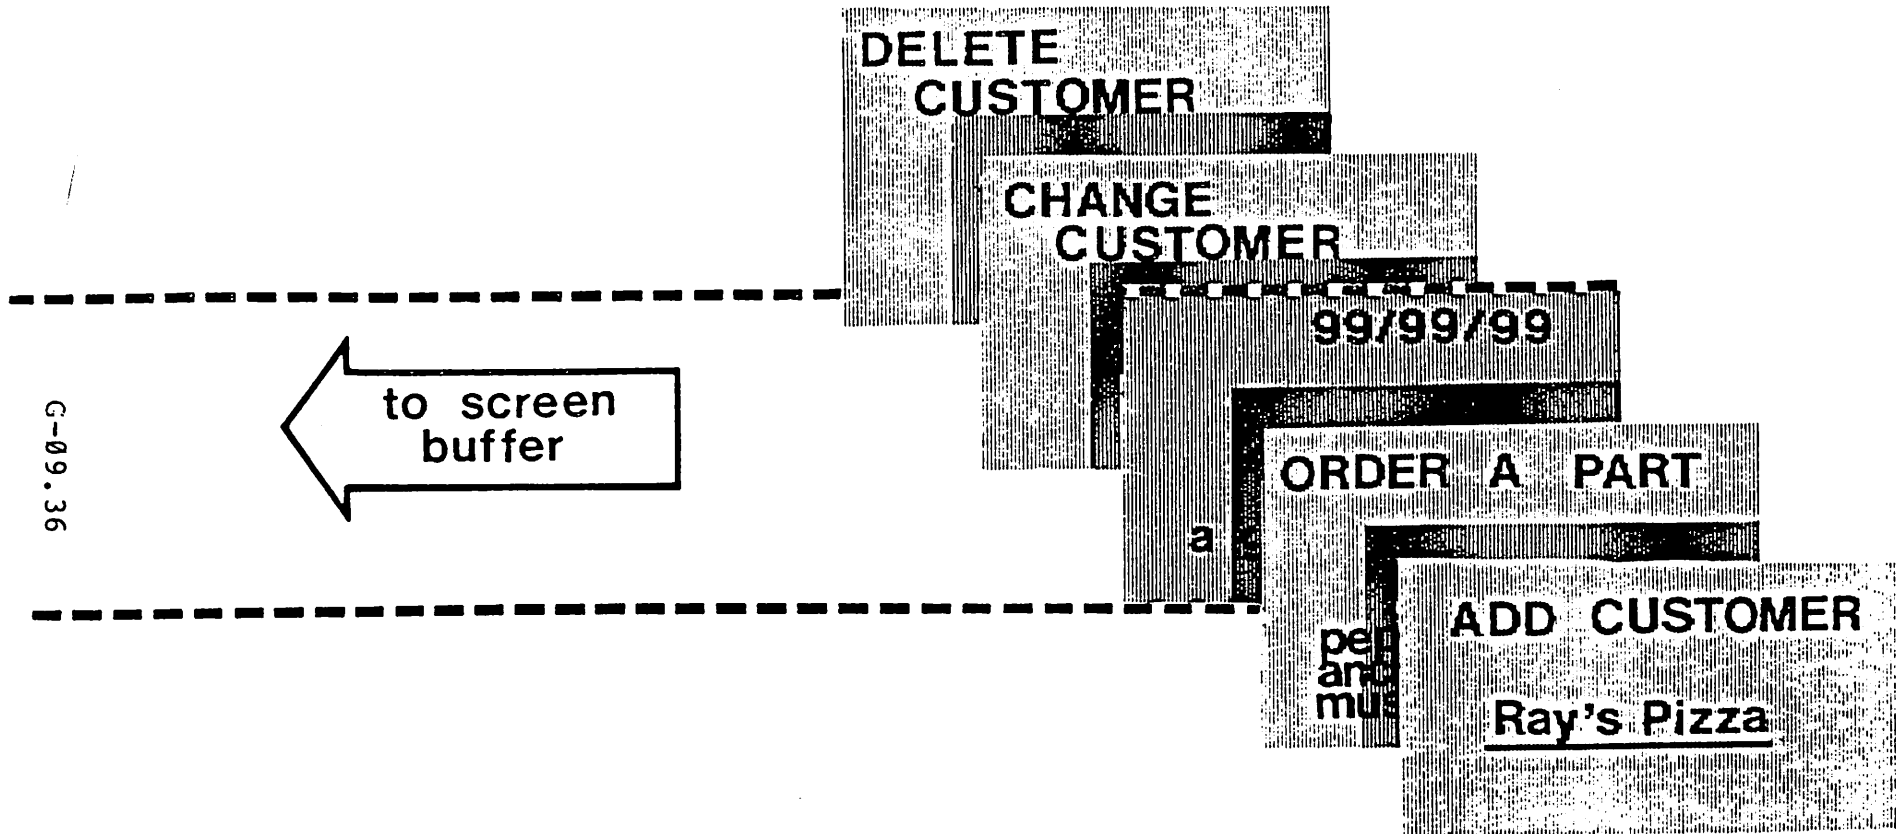 DELETE
CUSTOMER
CHANGE
CUSTOMER
99/99/99
to screen
buffer
G-09.36
ORDER A PART
a
ADD CUSTOMER
Ray's Pizza